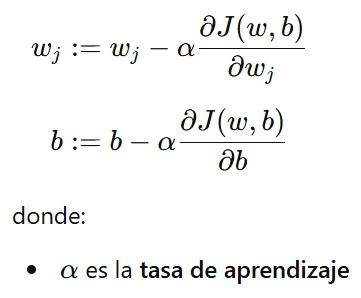 w_j := w_j − α ∂J(w, b) / ∂w_j
b := b − α ∂J(w, b) / ∂b
donde:
• α es la tasa de aprendizaje